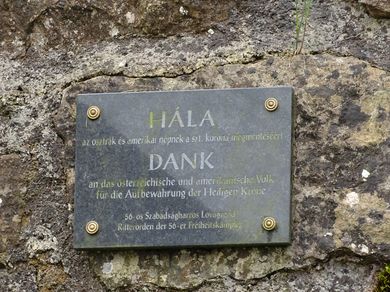 HÁLA
az osztrák és amerikai népnek a szt. korona megmentéséért
DANK
an das österreichische und amerikanische Volk
für die Aufbewahrung der Heiligen Krone
56-os Szabadságharcos Lovagrend
Ritterorden der 56-er Freiheitskämpfer